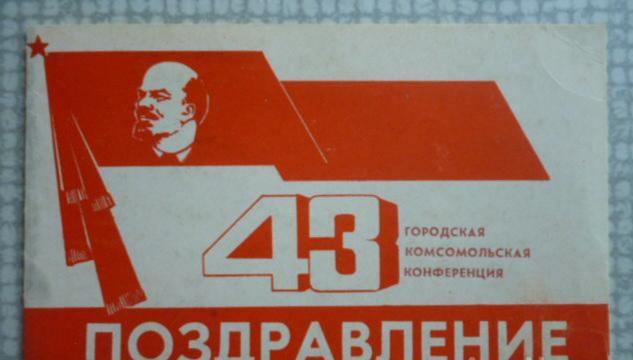 43
ГОРОДСКАЯ
КОМСОМОЛЬСКАЯ
КОНФЕРЕНЦИЯ
ПОЗДРАВЛЕНИЕ